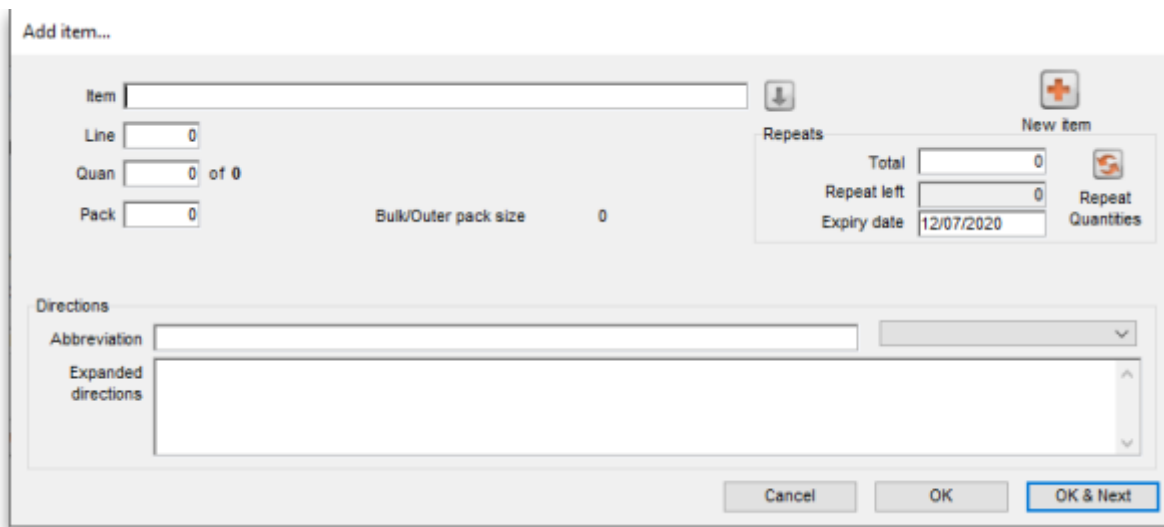 Add item...
Item
New item
Line 0
Repeats
Total 0
Quan 0 of 0
Repeat left 0
Repeat Quantities
Pack 0
Bulk/Outer pack size 0
Expiry date 12/07/2020
Directions
Abbreviation
Expanded
directions
Cancel OK OK & Next